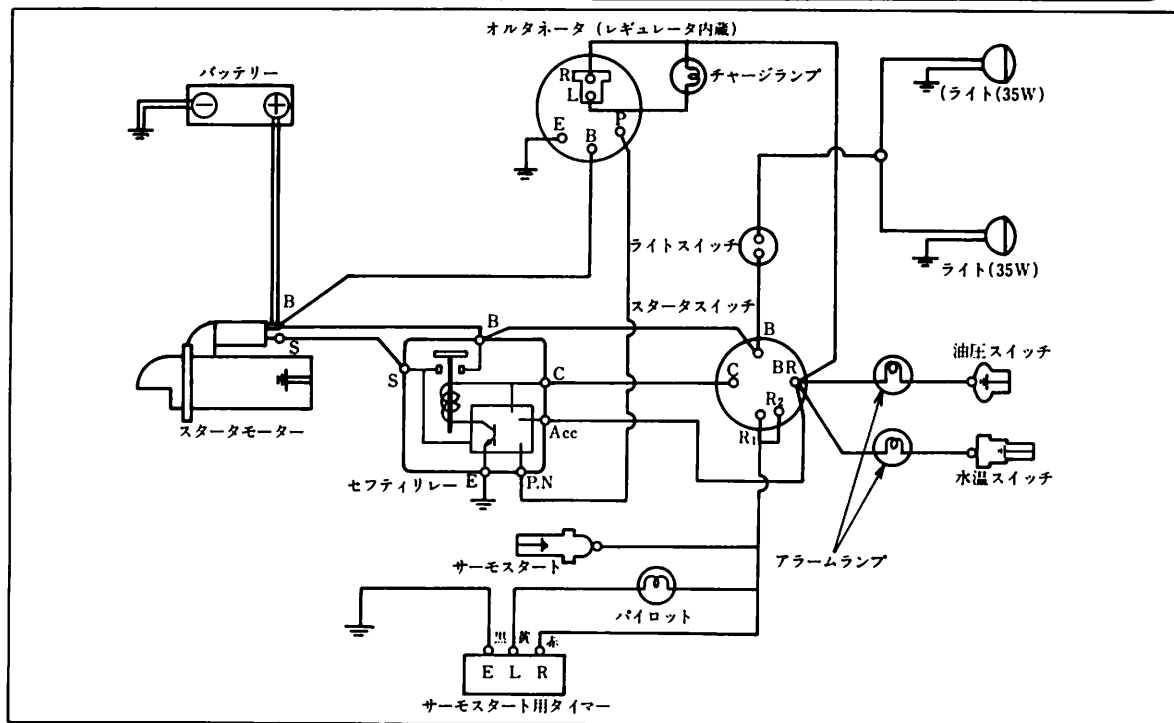 オルタネータ (レギュレータ内蔵)
バッテリー
R
L
チャージランプ
(ライト(35W)
E
B
P
ライトスイッチ
ライト(35W)
B
スタータスイッチ
S
B
B
油圧スイッチ
S
C
C
BR
R2
R1
スタータモーター
Acc
セフティリレー
E
P.N
水温スイッチ
サーモスタート
アラームランプ
パイロット
黒 黄 赤
E L R
サーモスタート用タイマー